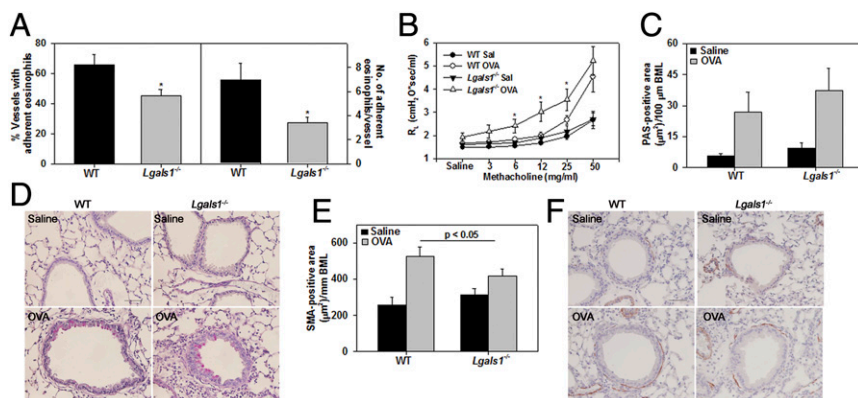 A
% Vessels with
adherent eosinophils
80
60
40
20
0
*
*
8
6
4
2
0
No. of adherent
eosinophils/vessel
WT
Lgals1-/-
WT
Lgals1-/-
B
WT Sal
WT OVA
Lgals1-/- Sal
Lgals1-/- OVA
RL (cmH2O*sec/ml)
6
5
4
3
2
1
*
*
*
Saline
3
6
12
25
50
Methacholine (mg/ml)
C
Saline
OVA
PAS-positive area
(µm2)/100 µm BML
60
45
30
15
0
WT
Lgals1-/-
D
WT
Lgals1-/-
Saline
Saline
OVA
OVA
E
Saline
OVA
p < 0.05
SMA-positive area
(µm2)/mm BML
600
400
200
0
WT
Lgals1-/-
F
WT
Lgals1-/-
Saline
Saline
OVA
OVA